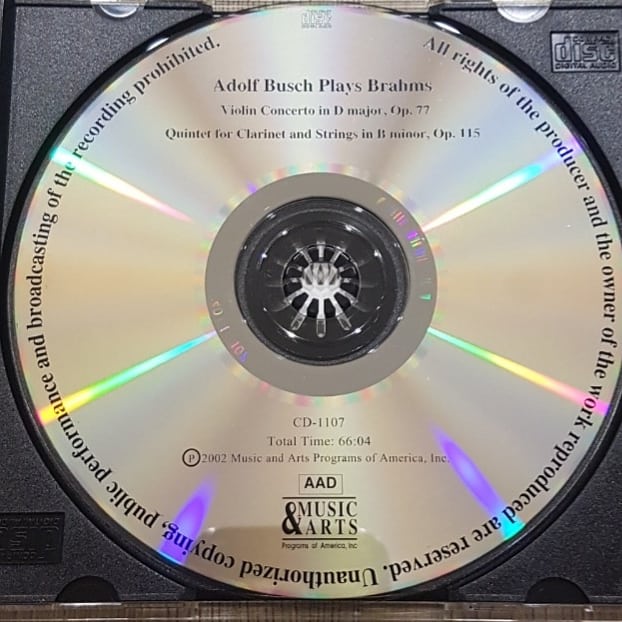 Adolf Busch Plays Brahms
Violin Concerto in D major, Op. 77
Quintet for Clarinet and Strings in B minor, Op. 115
All rights of the producer and the owner of the work reproduced are reserved. Unauthorized copying, public performance and broadcasting of the recording prohibited.
CD-1107
Total Time: 66:04
Ⓟ2002 Music and Arts Programs of America, Inc.
AAD
MUSIC
&ARTS
Programs of America, Inc
COMPACT
disc
DIGITAL AUDIO